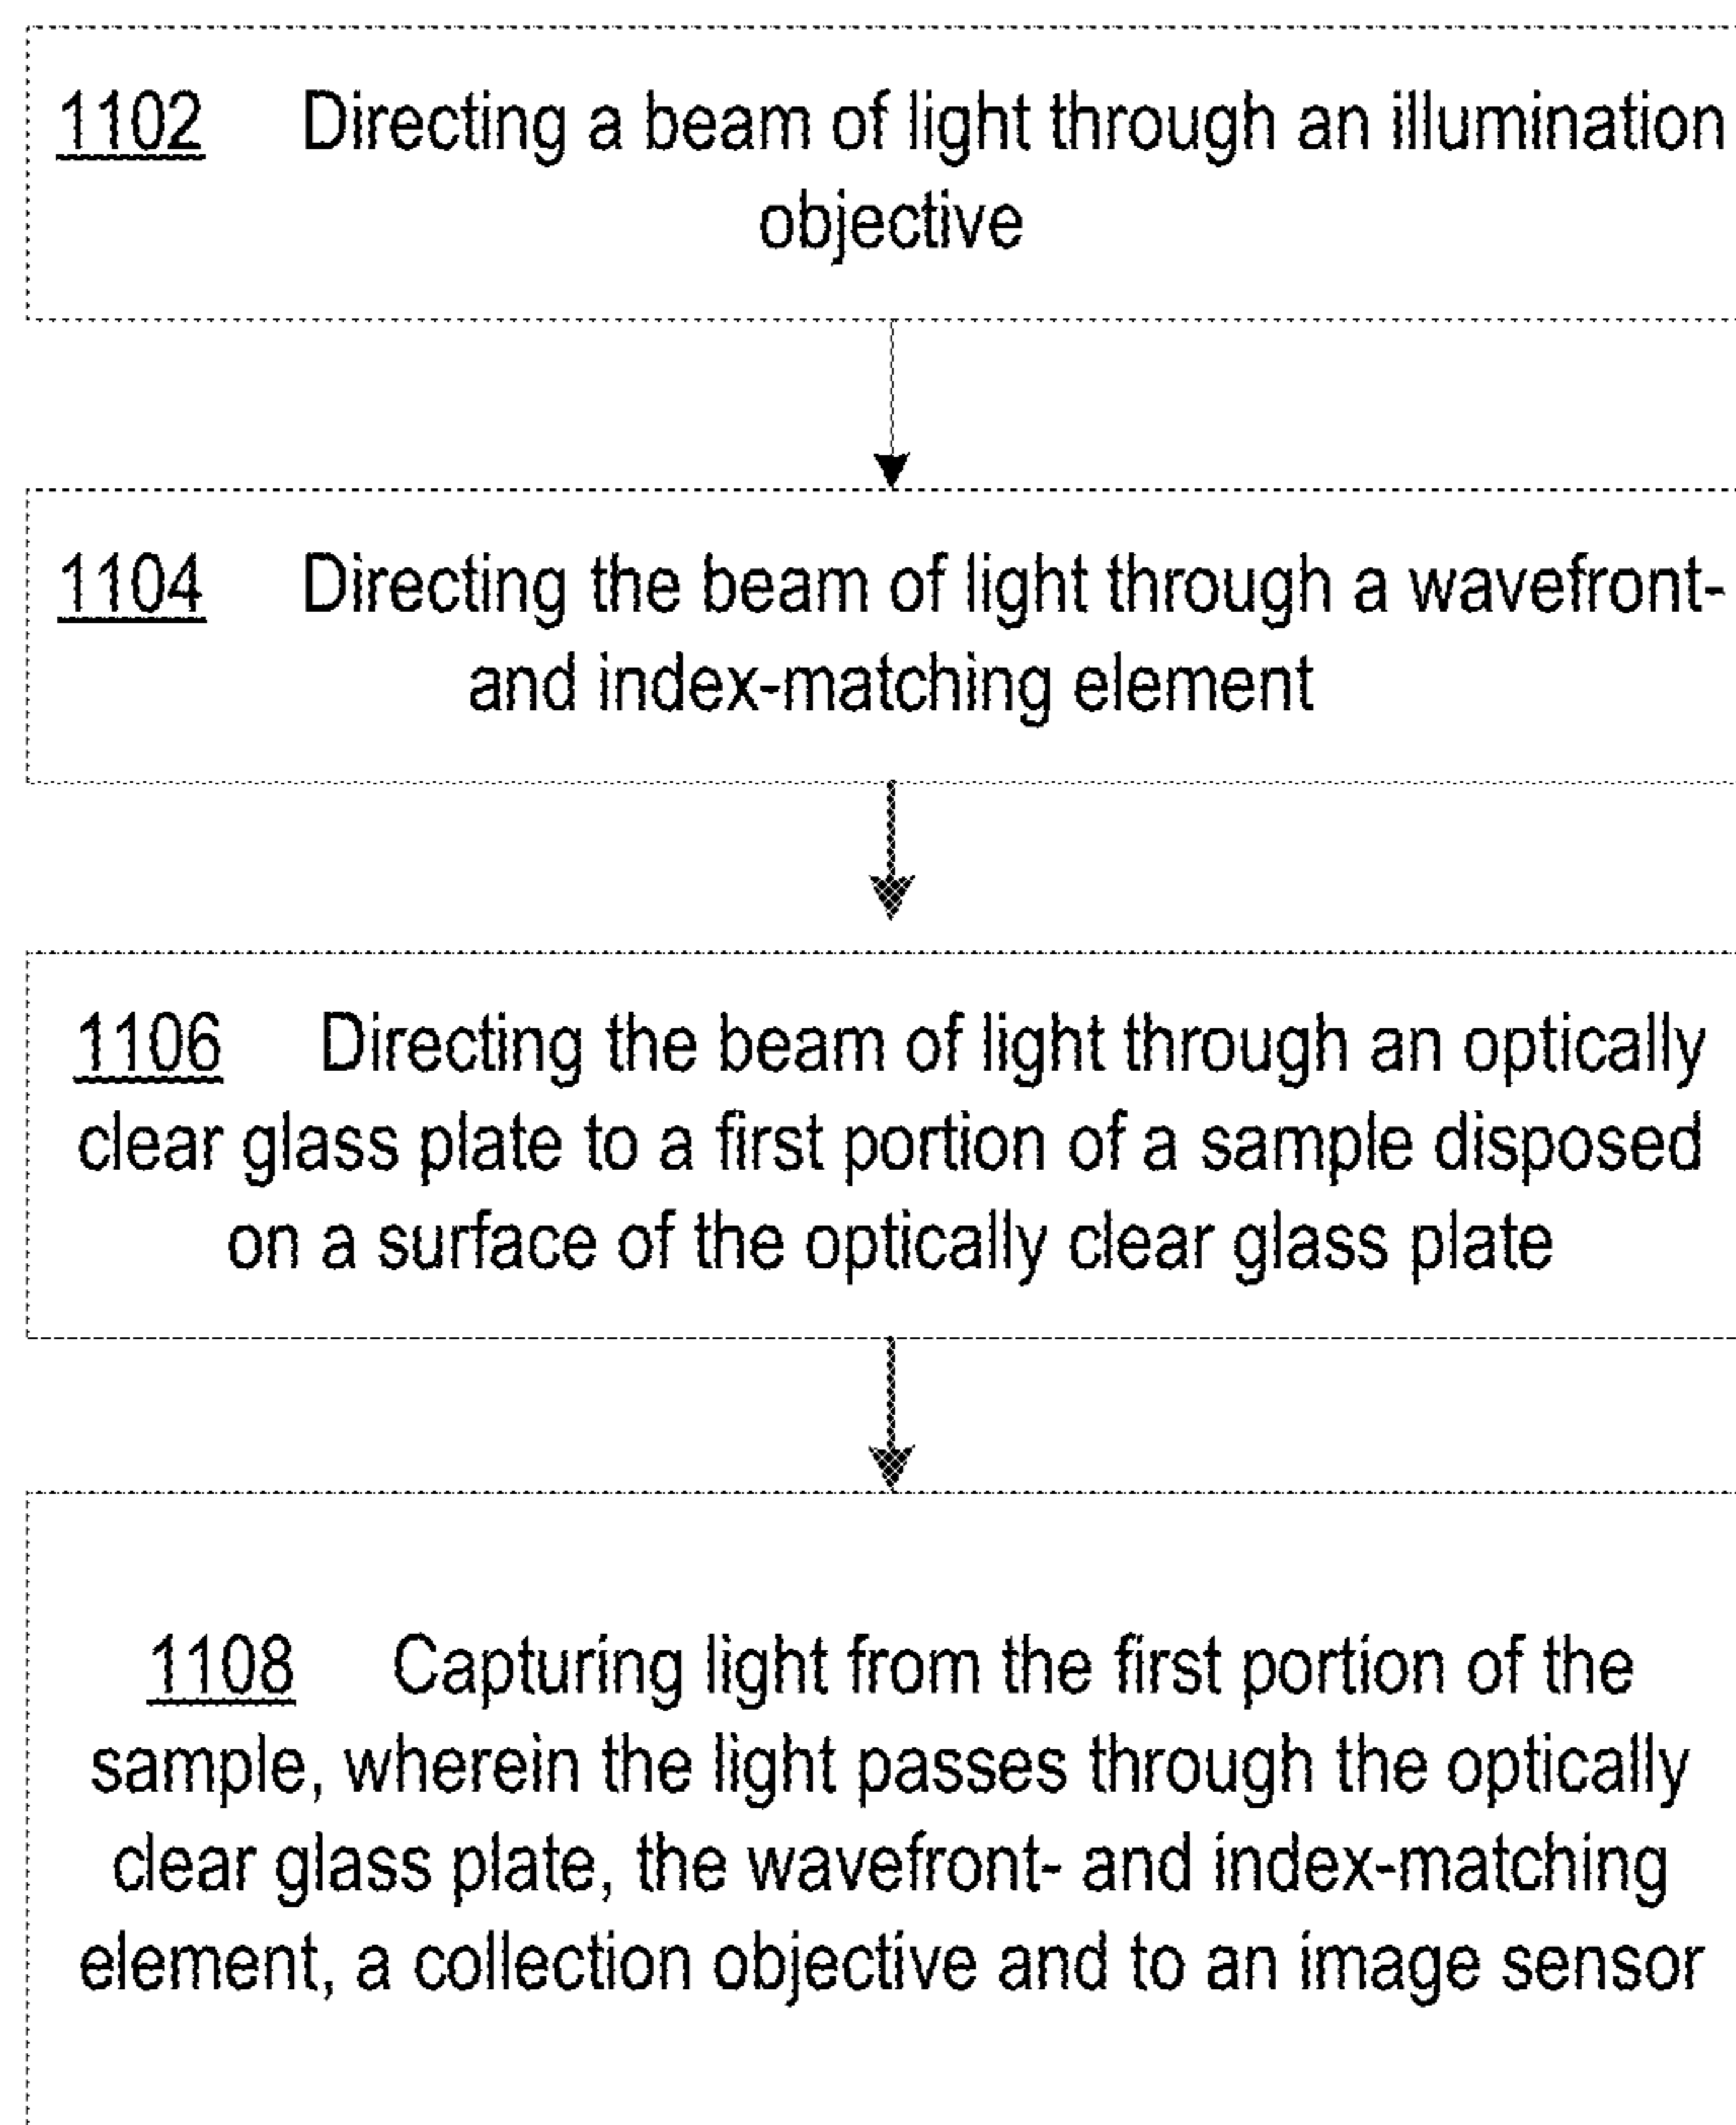 1102 Directing a beam of light through an illumination
objective
1104 Directing the beam of light through a wavefront-
and index-matching element
1106 Directing the beam of light through an optically
clear glass plate to a first portion of a sample disposed
on a surface of the optically clear glass plate
1108 Capturing light from the first portion of the
sample, wherein the light passes through the optically
clear glass plate, the wavefront- and index-matching
element, a collection objective and to an image sensor